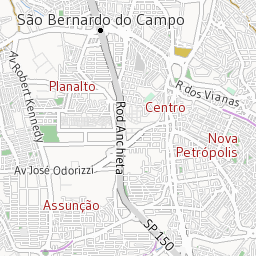 São Bernardo do Campo
Av Robert Kennedy
Planalto
R dos Vianas
Centro
Rod Anchieta
Nova
Petrópolis
Av José Odorizzi
Assunção
SP 150